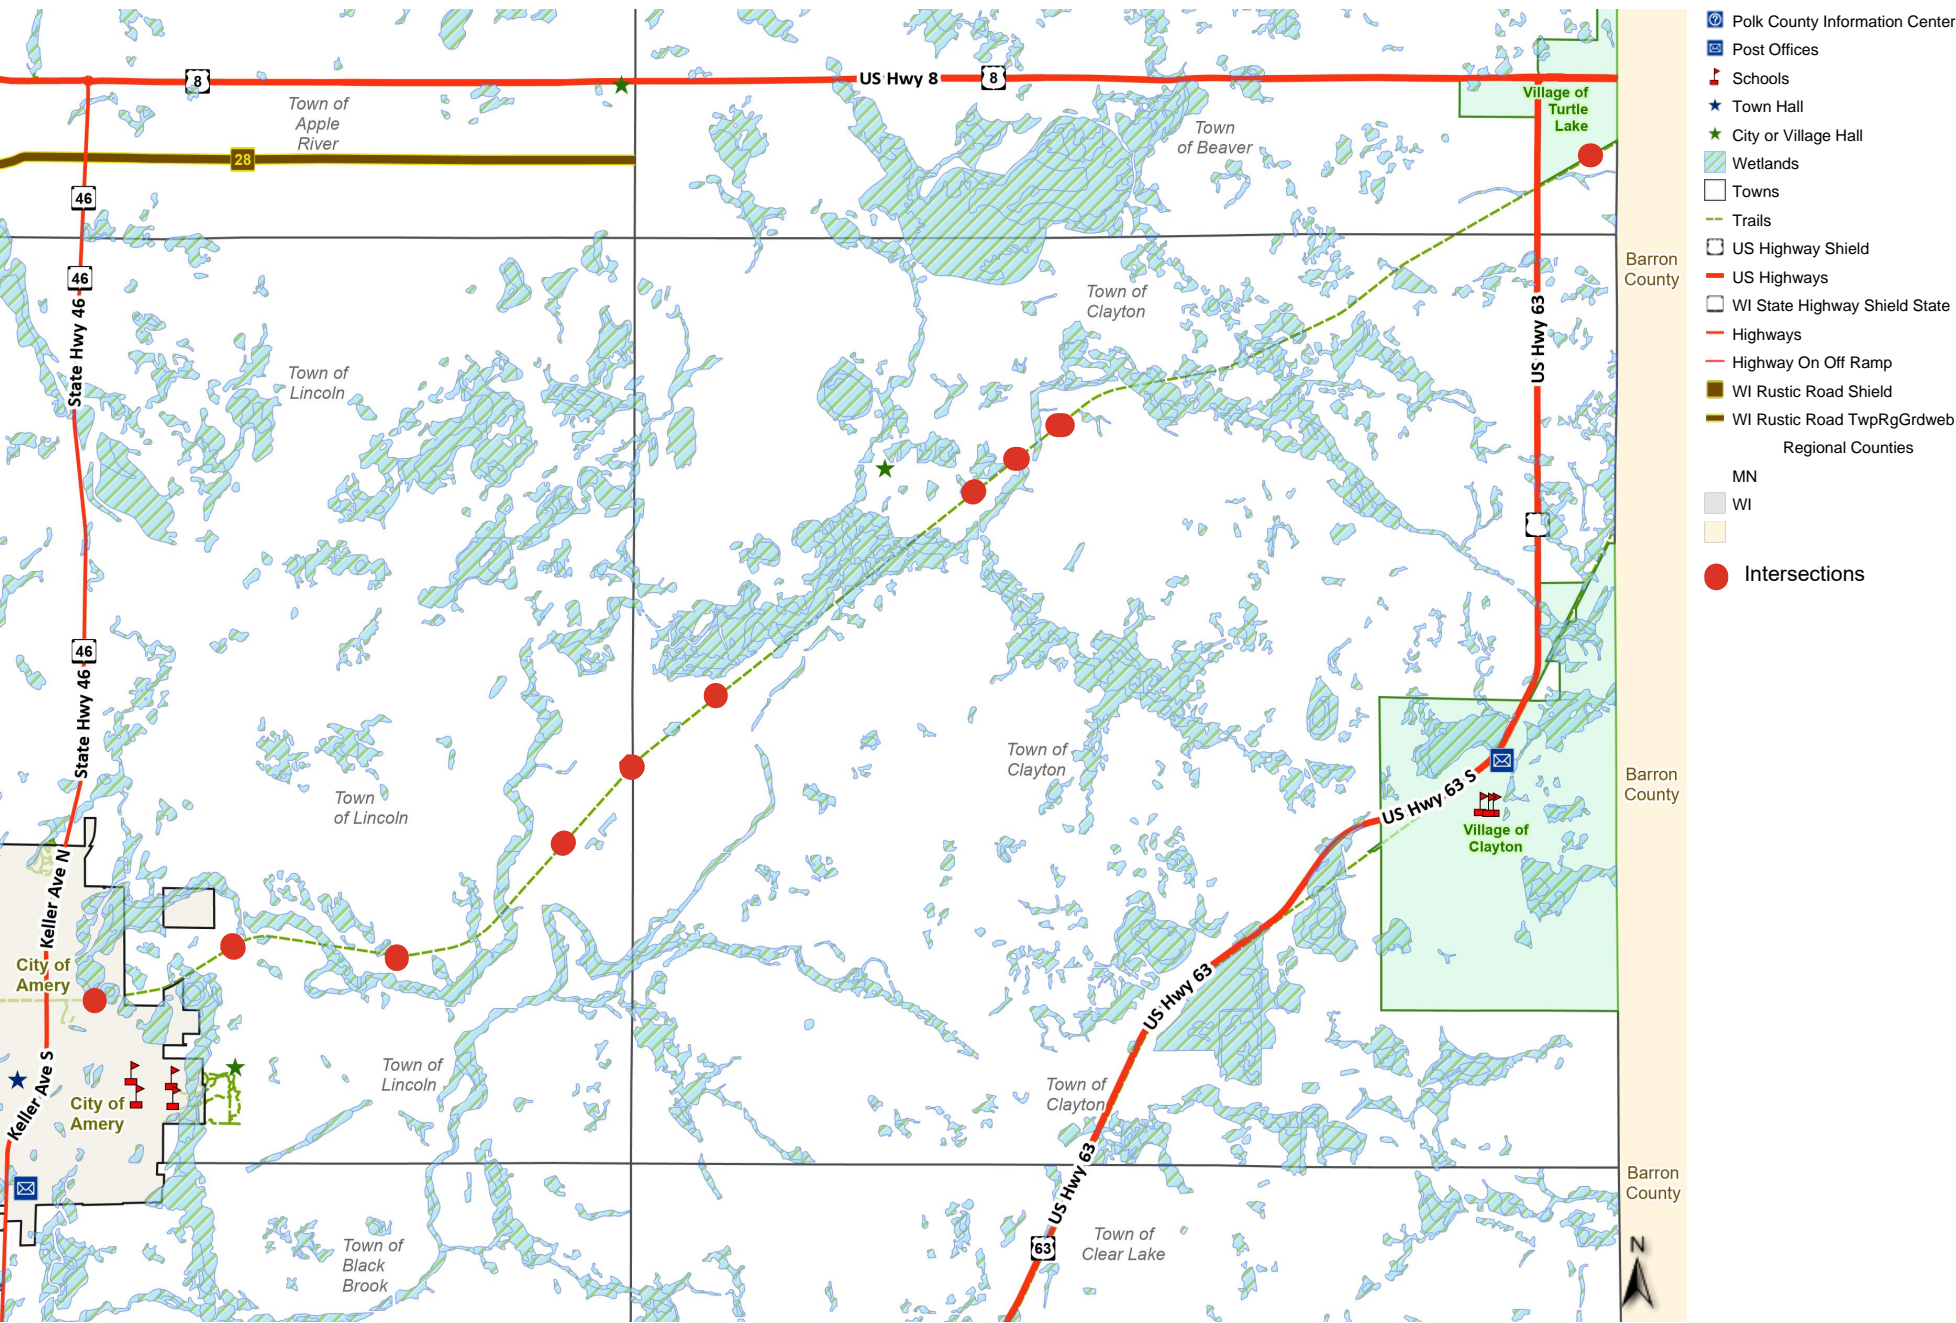 8
US Hwy 8
8
Town of
Apple
River
28
Town
of Beaver
Village of
Turtle
Lake
46
46
State Hwy 46
Town of
Lincoln
Town of
Clayton
US Hwy 63
Barron
County
46
State Hwy 46
Town
of Lincoln
Town of
Clayton
US Hwy 63 S
Village of
Clayton
Barron
County
Keller Ave N
City of
Amery
US Hwy 63
Keller Ave S
City of
Amery
Town of
Lincoln
Town of
Clayton
US Hwy 63
Barron
County
Town of
Black
Brook
63
Town of
Clear Lake
N
Polk County Information Center
Post Offices
Schools
Town Hall
City or Village Hall
Wetlands
Towns
Trails
US Highway Shield
US Highways
WI State Highway Shield State
Highways
Highway On Off Ramp
WI Rustic Road Shield
WI Rustic Road TwpRgGrdweb
Regional Counties
MN
WI
Intersections